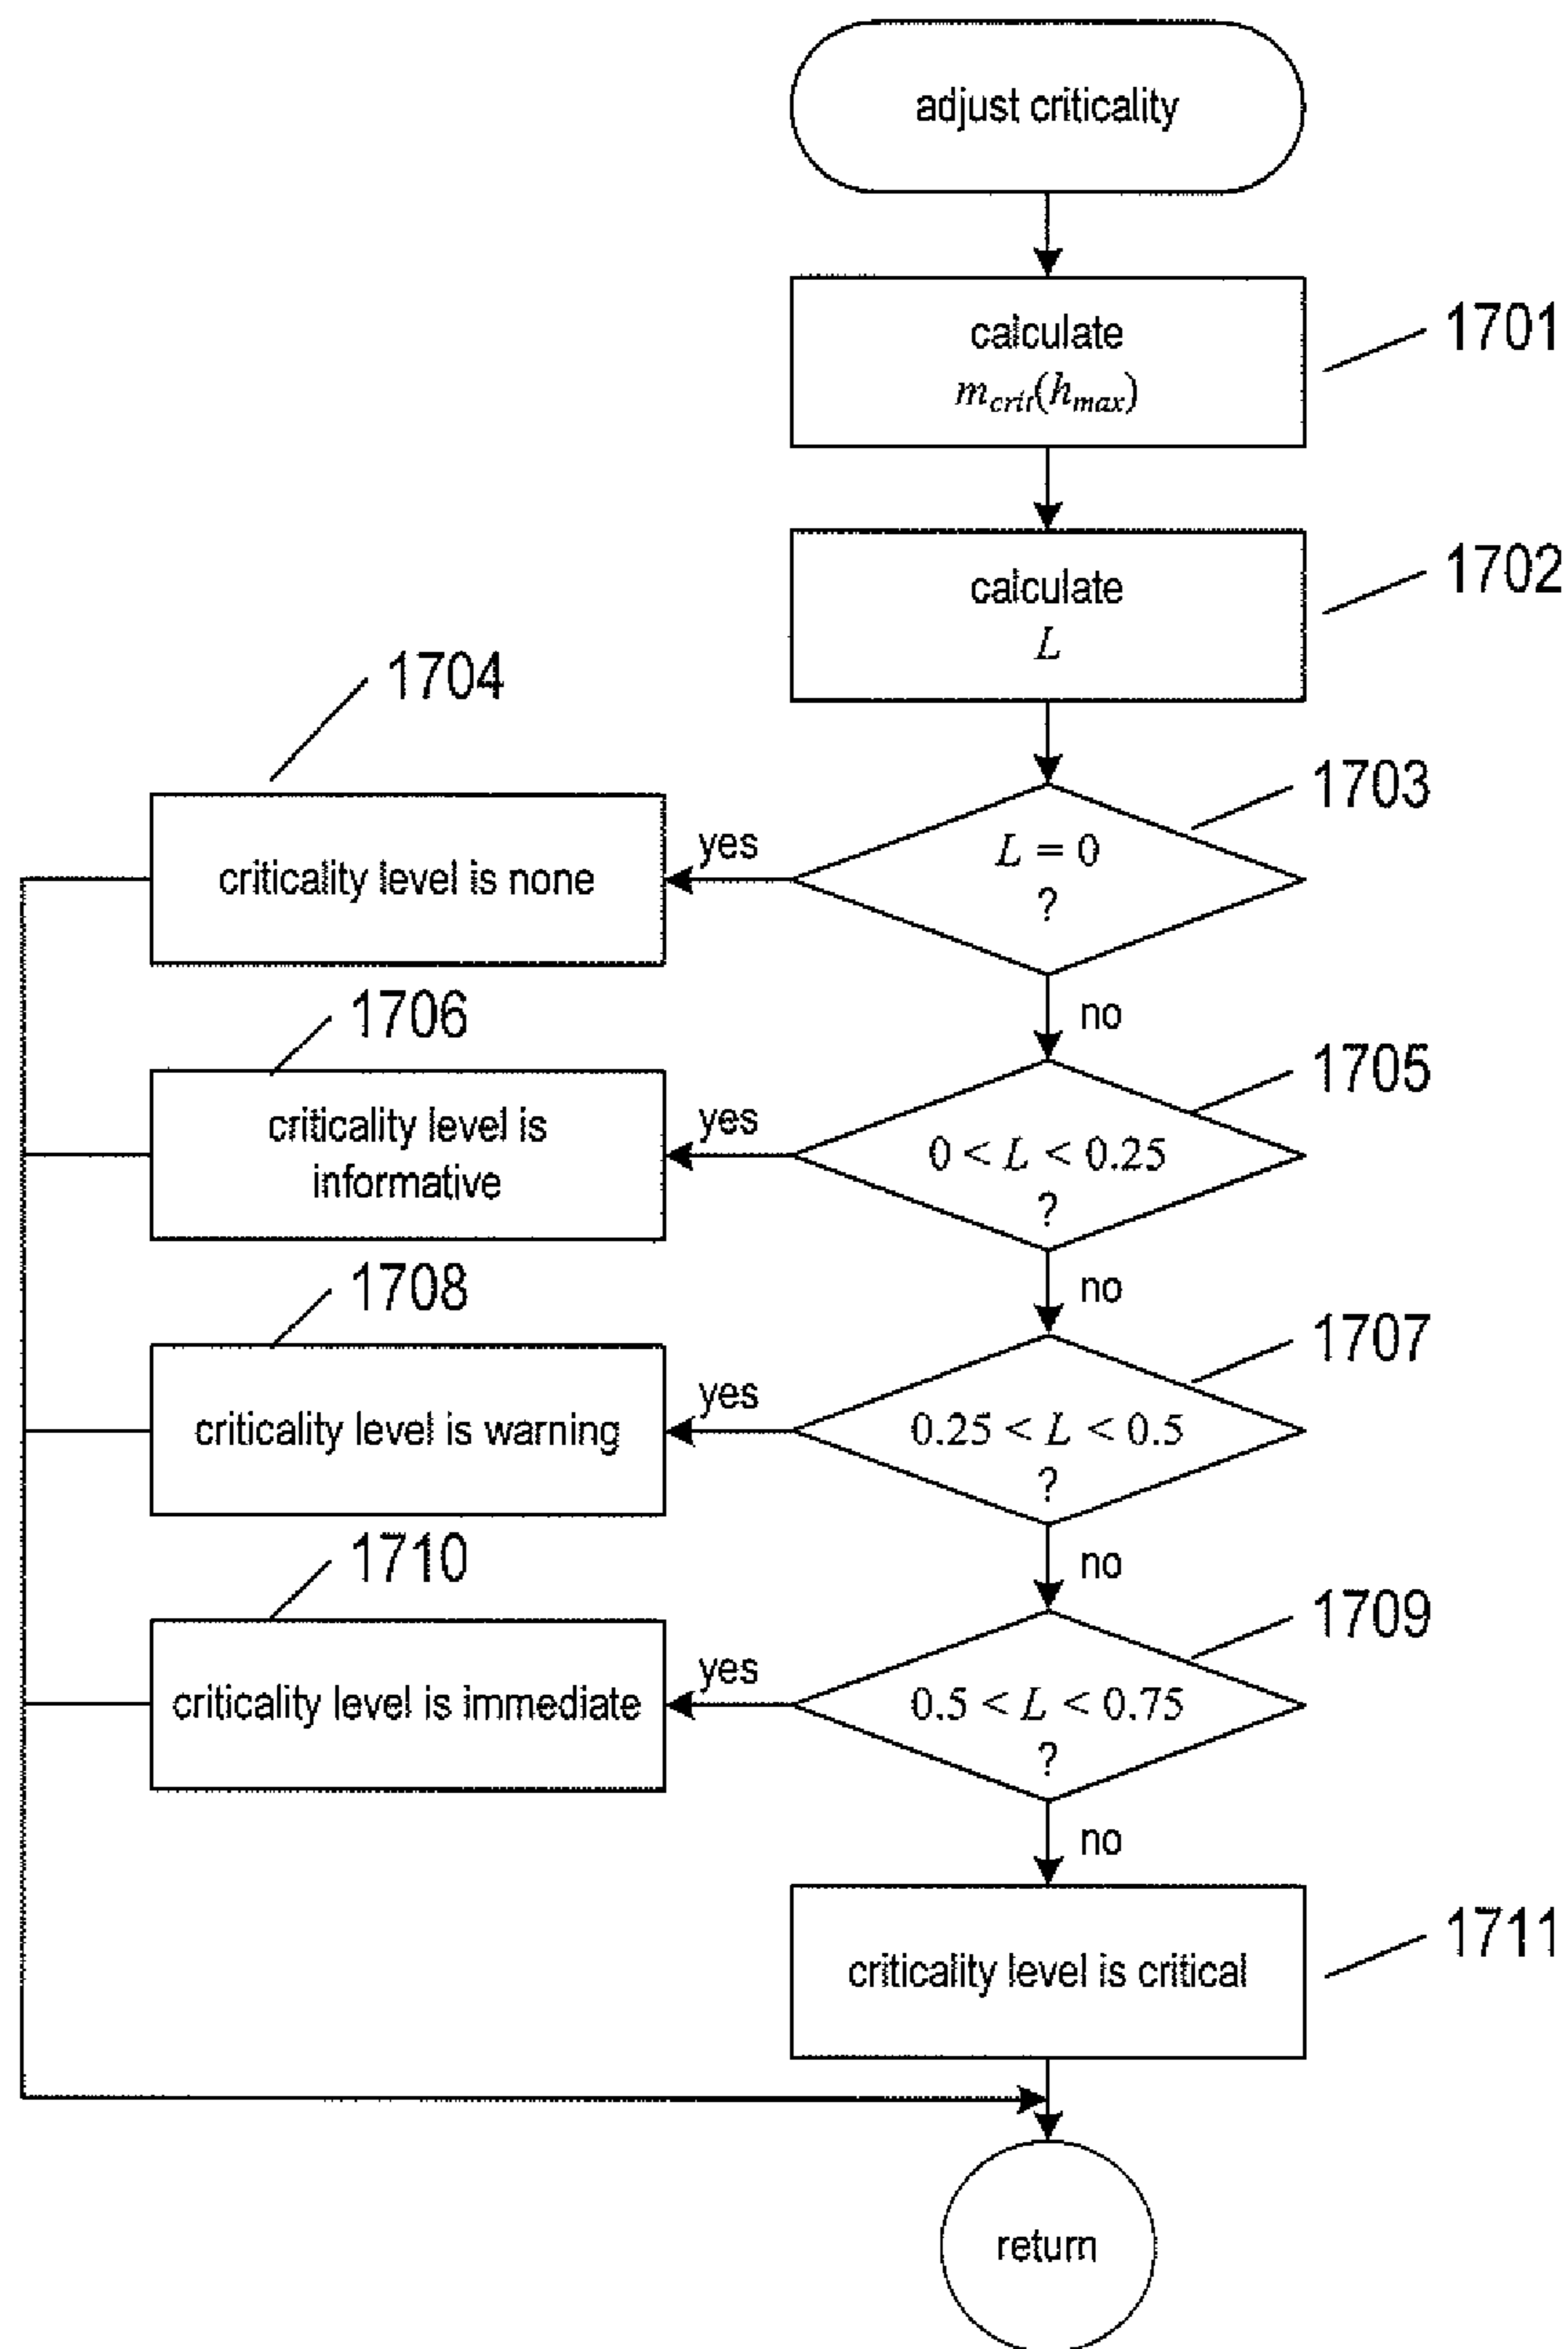 adjust criticality
calculate
m_crit(h_max)
1701
calculate
L
1702
1704
1703
criticality level is none
yes
L = 0
?
no
1706
1705
criticality level is
informative
yes
0 < L < 0.25
?
no
1708
1707
criticality level is warning
yes
0.25 < L < 0.5
?
no
1710
1709
criticality level is immediate
yes
0.5 < L < 0.75
?
no
criticality level is critical
1711
return